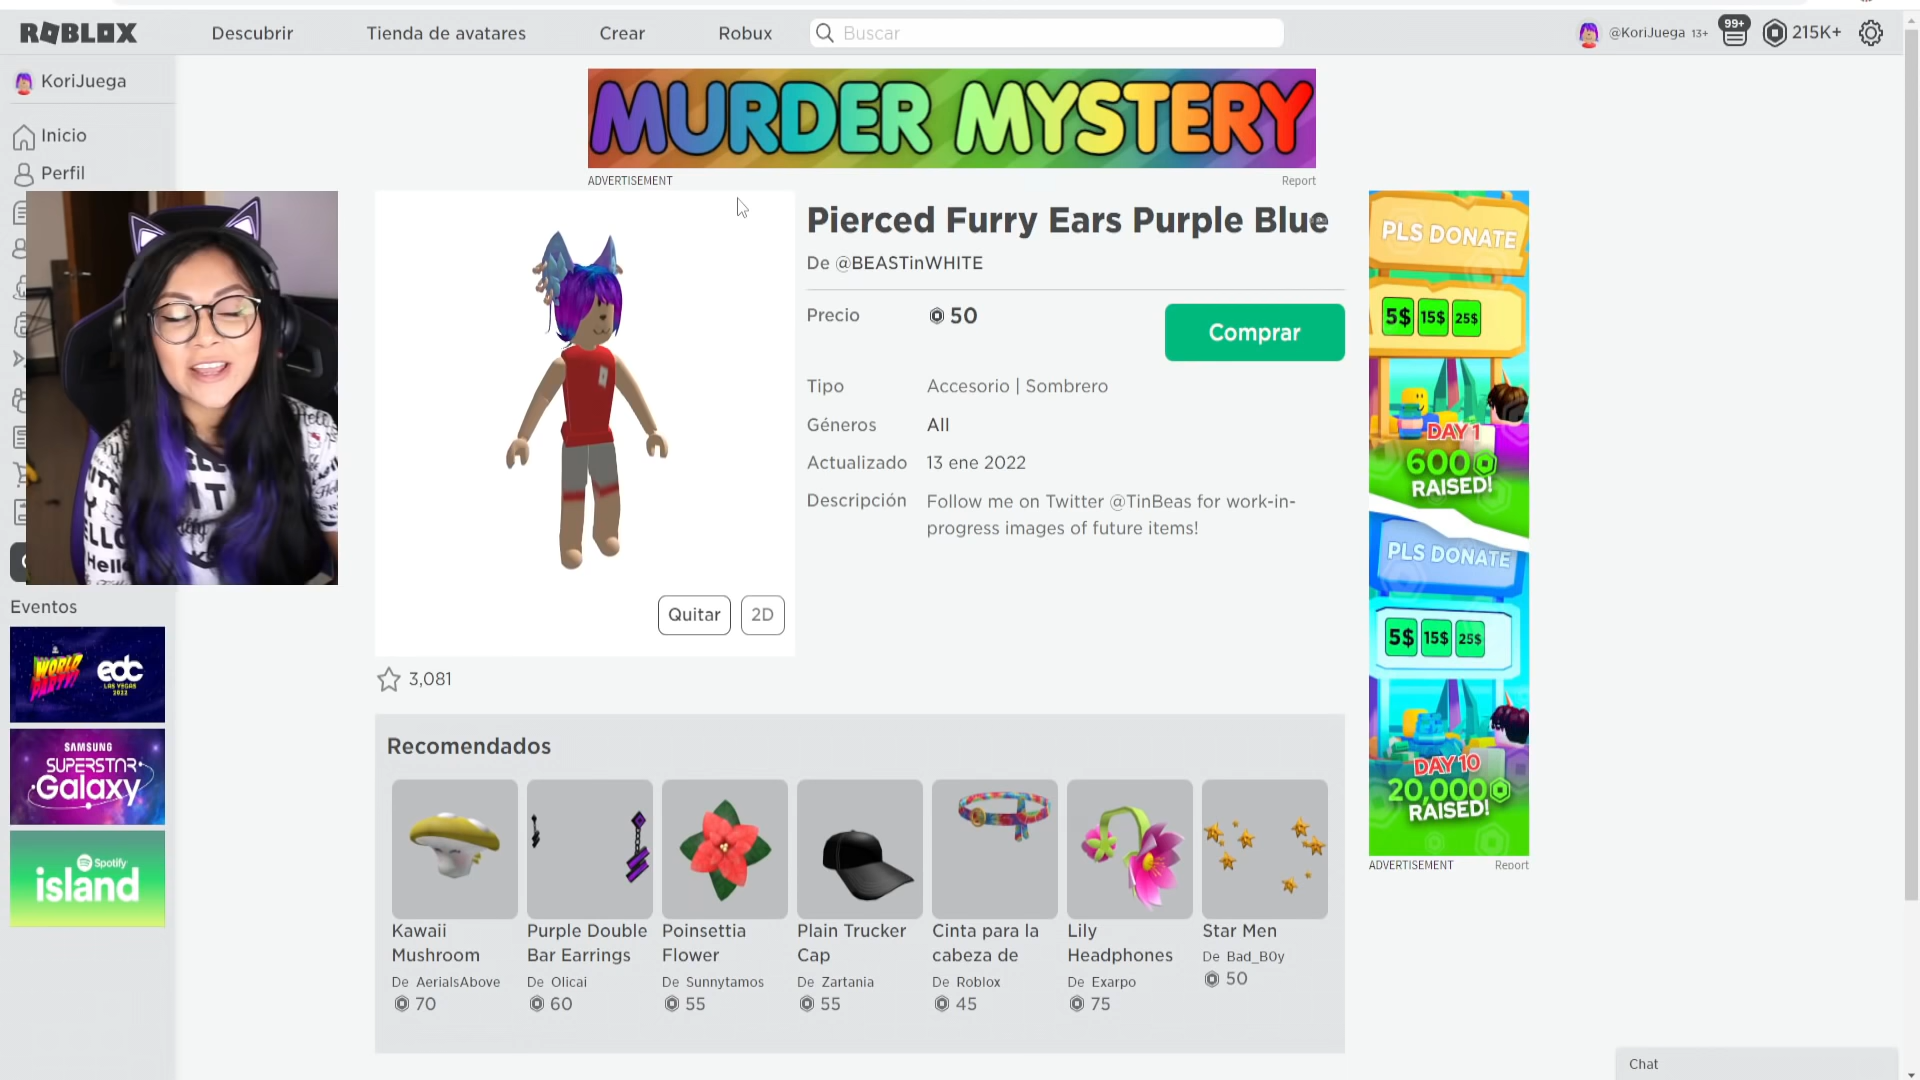 ROBLOX
Descubrir
Tienda de avatares
Crear
Robux
Buscar
@KoriJuega 13+
99+
215K+
KoriJuega
Inicio
Perfil
Eventos
WORLD PARTY!
edc
LAS VEGAS
2022
SAMSUNG
SUPERSTAR
Galaxy
Spotify
island
MURDER MYSTERY
ADVERTISEMENT
Report
Quitar
2D
3,081
Pierced Furry Ears Purple Blue
De @BEASTinWHITE
Precio
50
Comprar
Tipo
Accesorio | Sombrero
Géneros
All
Actualizado
13 ene 2022
Descripción
Follow me on Twitter @TinBeas for work-in-
progress images of future items!
PLS DONATE
5$ 15$ 25$
DAY 1
600
RAISED!
PLS DONATE
5$ 15$ 25$
DAY 10
20,000
RAISED!
ADVERTISEMENT
Report
Recomendados
Kawaii
Mushroom
De AerialsAbove
70
Purple Double
Bar Earrings
De Olicai
60
Poinsettia
Flower
De Sunnytamos
55
Plain Trucker
Cap
De Zartania
55
Cinta para la
cabeza de
De Roblox
45
Lily
Headphones
De Exarpo
75
Star Men
De Bad_B0y
50
Chat